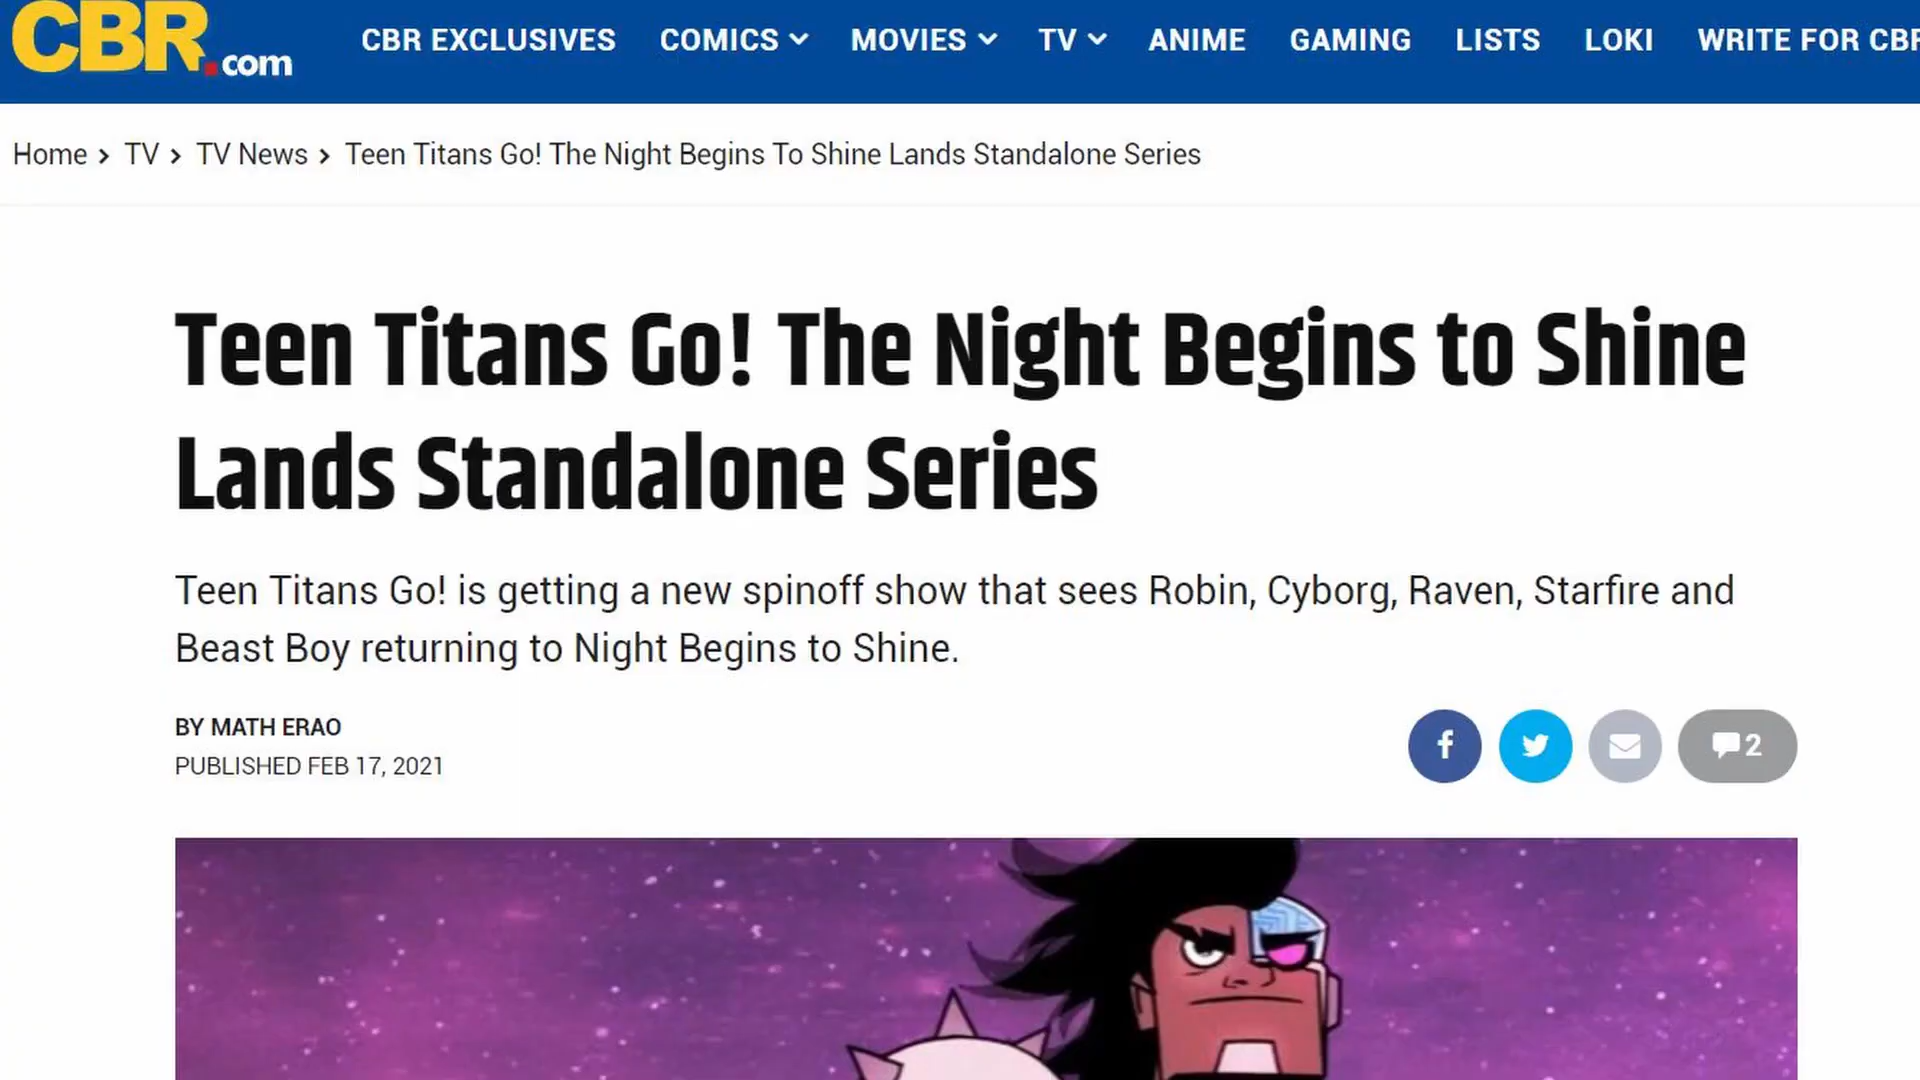 CBR.com
CBR EXCLUSIVES COMICS MOVIES TV ANIME GAMING LISTS LOKI WRITE FOR CBR
Home > TV > TV News > Teen Titans Go! The Night Begins To Shine Lands Standalone Series
Teen Titans Go! The Night Begins to Shine
Lands Standalone Series
Teen Titans Go! is getting a new spinoff show that sees Robin, Cyborg, Raven, Starfire and
Beast Boy returning to Night Begins to Shine.
BY MATH ERAO
PUBLISHED FEB 17, 2021
2